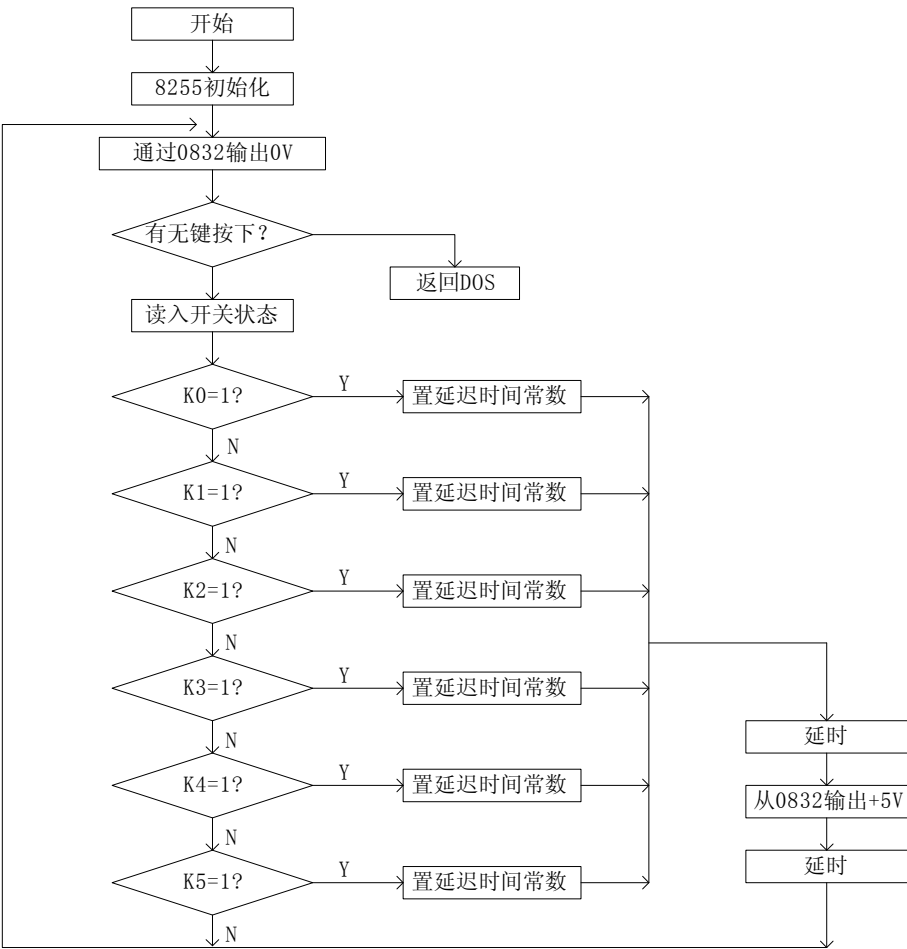 开始
8255初始化
通过0832输出0V
有无键按下?
返回DOS
读入开关状态
K0=1?
Y
置延迟时间常数
N
K1=1?
Y
置延迟时间常数
N
K2=1?
Y
置延迟时间常数
N
K3=1?
Y
置延迟时间常数
N
K4=1?
Y
置延迟时间常数
N
K5=1?
Y
置延迟时间常数
N
延时
从0832输出+5V
延时